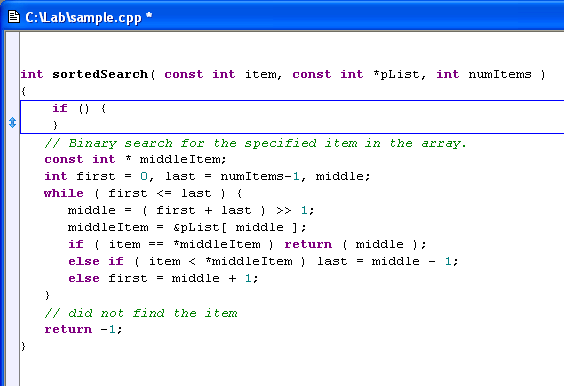 C:\Lab\sample.cpp *
int sortedSearch( const int item, const int *pList, int numItems )
{
if () {
}
// Binary search for the specified item in the array.
const int * middleItem;
int first = 0, last = numItems-1, middle;
while ( first <= last ) {
middle = ( first + last ) >> 1;
middleItem = &pList[ middle ];
if ( item == *middleItem ) return ( middle );
else if ( item < *middleItem ) last = middle - 1;
else first = middle + 1;
}
// did not find the item
return -1;
}